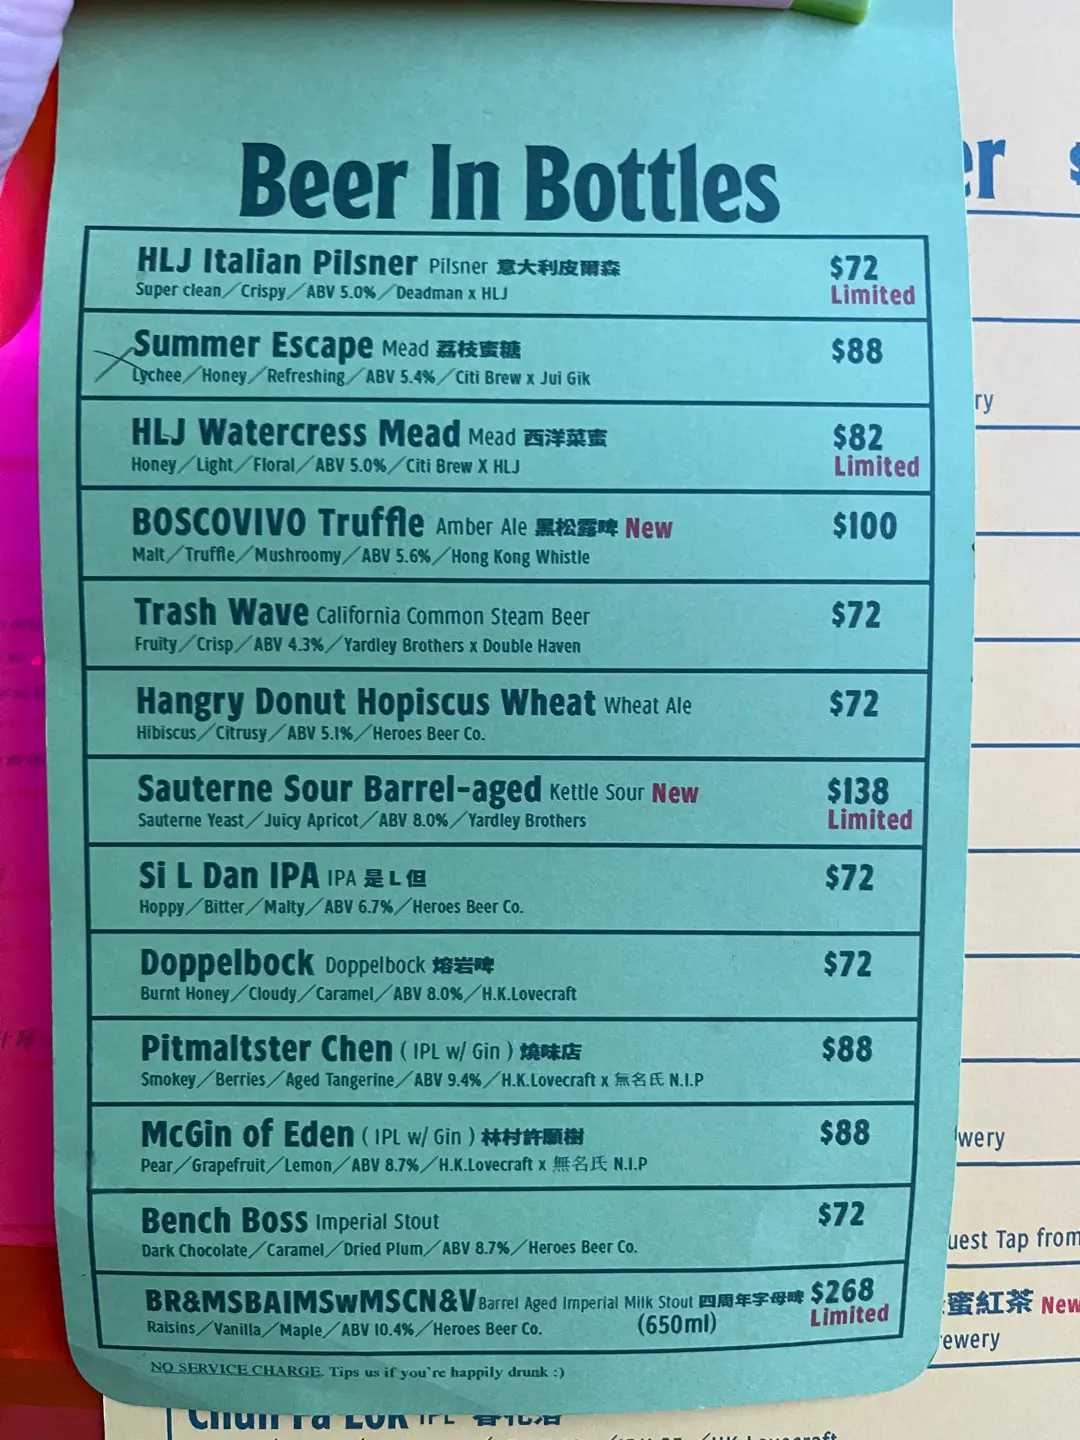 Beer In Bottles
HLJ Italian Pilsner Pilsner 意大利皮爾森 $72
Super clean／Crispy／ABV 5.0%／Deadman x HLJ Limited
Summer Escape Mead 荔枝蜜糖 $88
Lychee／Honey／Refreshing／ABV 5.4%／Citi Brew x Jui Gik
HLJ Watercress Mead Mead 西洋菜蜜 $82
Honey／Light／Floral／ABV 5.0%／Citi Brew X HLJ Limited
BOSCOVIVO Truffle Amber Ale 黑松露啤 New $100
Malt／Truffle／Mushroomy／ABV 5.6%／Hong Kong Whistle
Trash Wave California Common Steam Beer $72
Fruity／Crisp／ABV 4.3%／Yardley Brothers x Double Haven
Hangry Donut Hopiscus Wheat Wheat Ale $72
Hibiscus／Citrusy／ABV 5.1%／Heroes Beer Co.
Sauterne Sour Barrel-aged Kettle Sour New $138
Sauterne Yeast／Juicy Apricot／ABV 8.0%／Yardley Brothers Limited
Si L Dan IPA IPA 是L但 $72
Hoppy／Bitter／Malty／ABV 6.7%／Heroes Beer Co.
Doppelbock Doppelbock 熔岩啤 $72
Burnt Honey／Cloudy／Caramel／ABV 8.0%／H.K.Lovecraft
Pitmaltster Chen ( IPL w/ Gin ) 燒味店 $88
Smokey／Berries／Aged Tangerine／ABV 9.4%／H.K.Lovecraft x 無名氏 N.I.P
McGin of Eden ( IPL w/ Gin ) 林村許願樹 $88
Pear／Grapefruit／Lemon／ABV 8.7%／H.K.Lovecraft x 無名氏 N.I.P
Bench Boss Imperial Stout $72
Dark Chocolate／Caramel／Dried Plum／ABV 8.7%／Heroes Beer Co.
BR&MSBAIMSwMSCN&V Barrel Aged Imperial Milk Stout 四周年字母啤 $268
Raisins／Vanilla／Maple／ABV 10.4%／Heroes Beer Co. (650ml) Limited
NO SERVICE CHARGE. Tips us if you're happily drunk :)
er $
ry
wery
uest Tap from
蜜紅茶 New
ewery